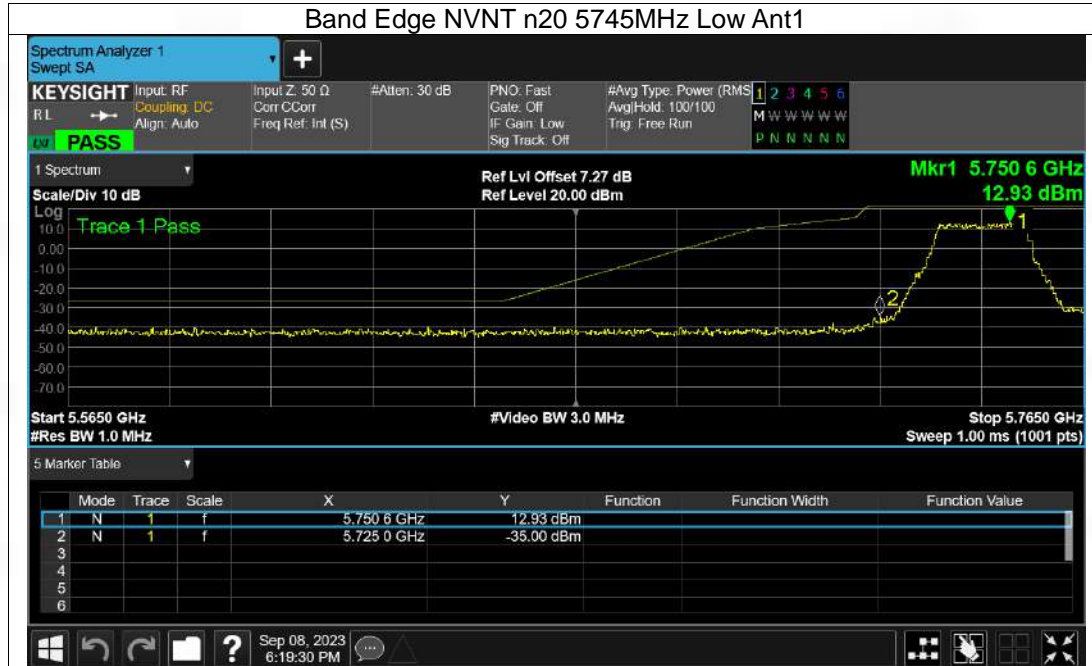 Band Edge NVNT n20 5745MHz Low Ant1
Spectrum Analyzer 1
Swept SA
+
KEYSIGHT Input: RF Input Z: 50 Ω #Atten: 30 dB PNO: Fast #Avg Type: Power (RMS 1 2 3 4 5 6
RL Coupling: DC Corr CCorr Gate: Off Avg|Hold: 100/100 M W W W W W
Align: Auto Freq Ref: Int (S) IF Gain: Low Trig: Free Run
PASS Sig Track: Off P N N N N N
1 Spectrum Ref Lvl Offset 7.27 dB Mkr1 5.750 6 GHz
Scale/Div 10 dB Ref Level 20.00 dBm 12.93 dBm
Log
10.0 Trace 1 Pass 1
0.00
-10.0
-20.0
-30.0 2
-40.0
-50.0
-60.0
-70.0
Start 5.5650 GHz #Video BW 3.0 MHz Stop 5.7650 GHz
#Res BW 1.0 MHz Sweep 1.00 ms (1001 pts)
5 Marker Table
Mode Trace Scale X Y Function Function Width Function Value
1 N 1 f 5.750 6 GHz 12.93 dBm
2 N 1 f 5.725 0 GHz -35.00 dBm
3
4
5
6
? Sep 08, 2023
6:19:30 PM